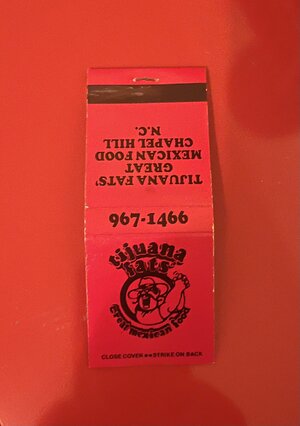 TIJUANA FATS'
GREAT
MEXICAN FOOD
CHAPEL HILL
N.C.
967-1466
tijuana
fats'
great mexican food
CLOSE COVER ★★ STRIKE ON BACK